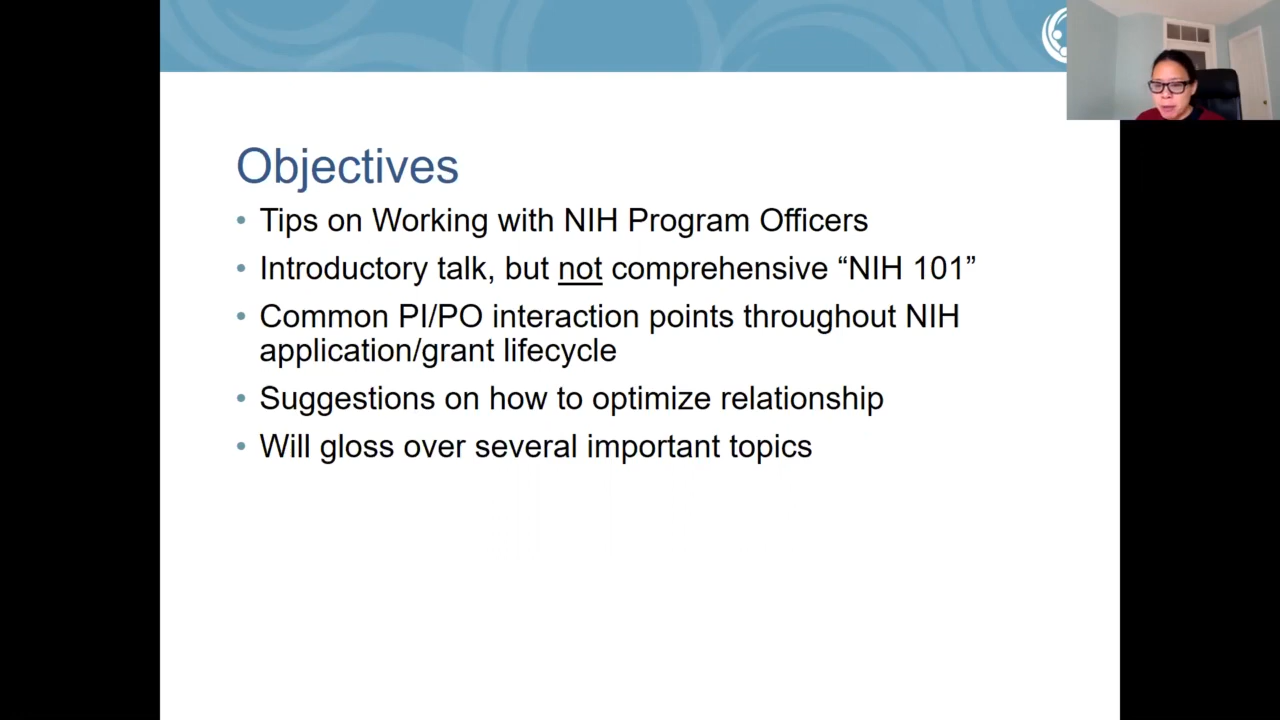 Objectives
• Tips on Working with NIH Program Officers
• Introductory talk, but not comprehensive “NIH 101”
• Common PI/PO interaction points throughout NIH
application/grant lifecycle
• Suggestions on how to optimize relationship
• Will gloss over several important topics